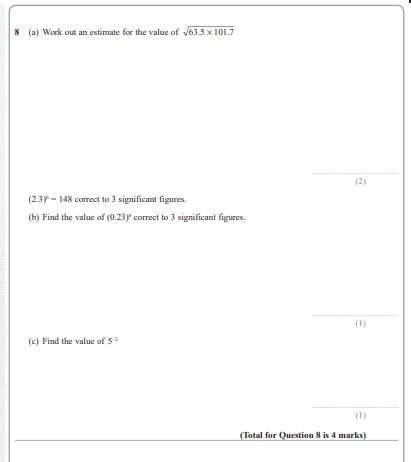 8 (a) Work out an estimate for the value of √63.5 × 101.7
(2)
(2.3)⁶ = 148 correct to 3 significant figures.
(b) Find the value of (0.23)⁶ correct to 3 significant figures.
(1)
(c) Find the value of 5⁻²
(1)
(Total for Question 8 is 4 marks)